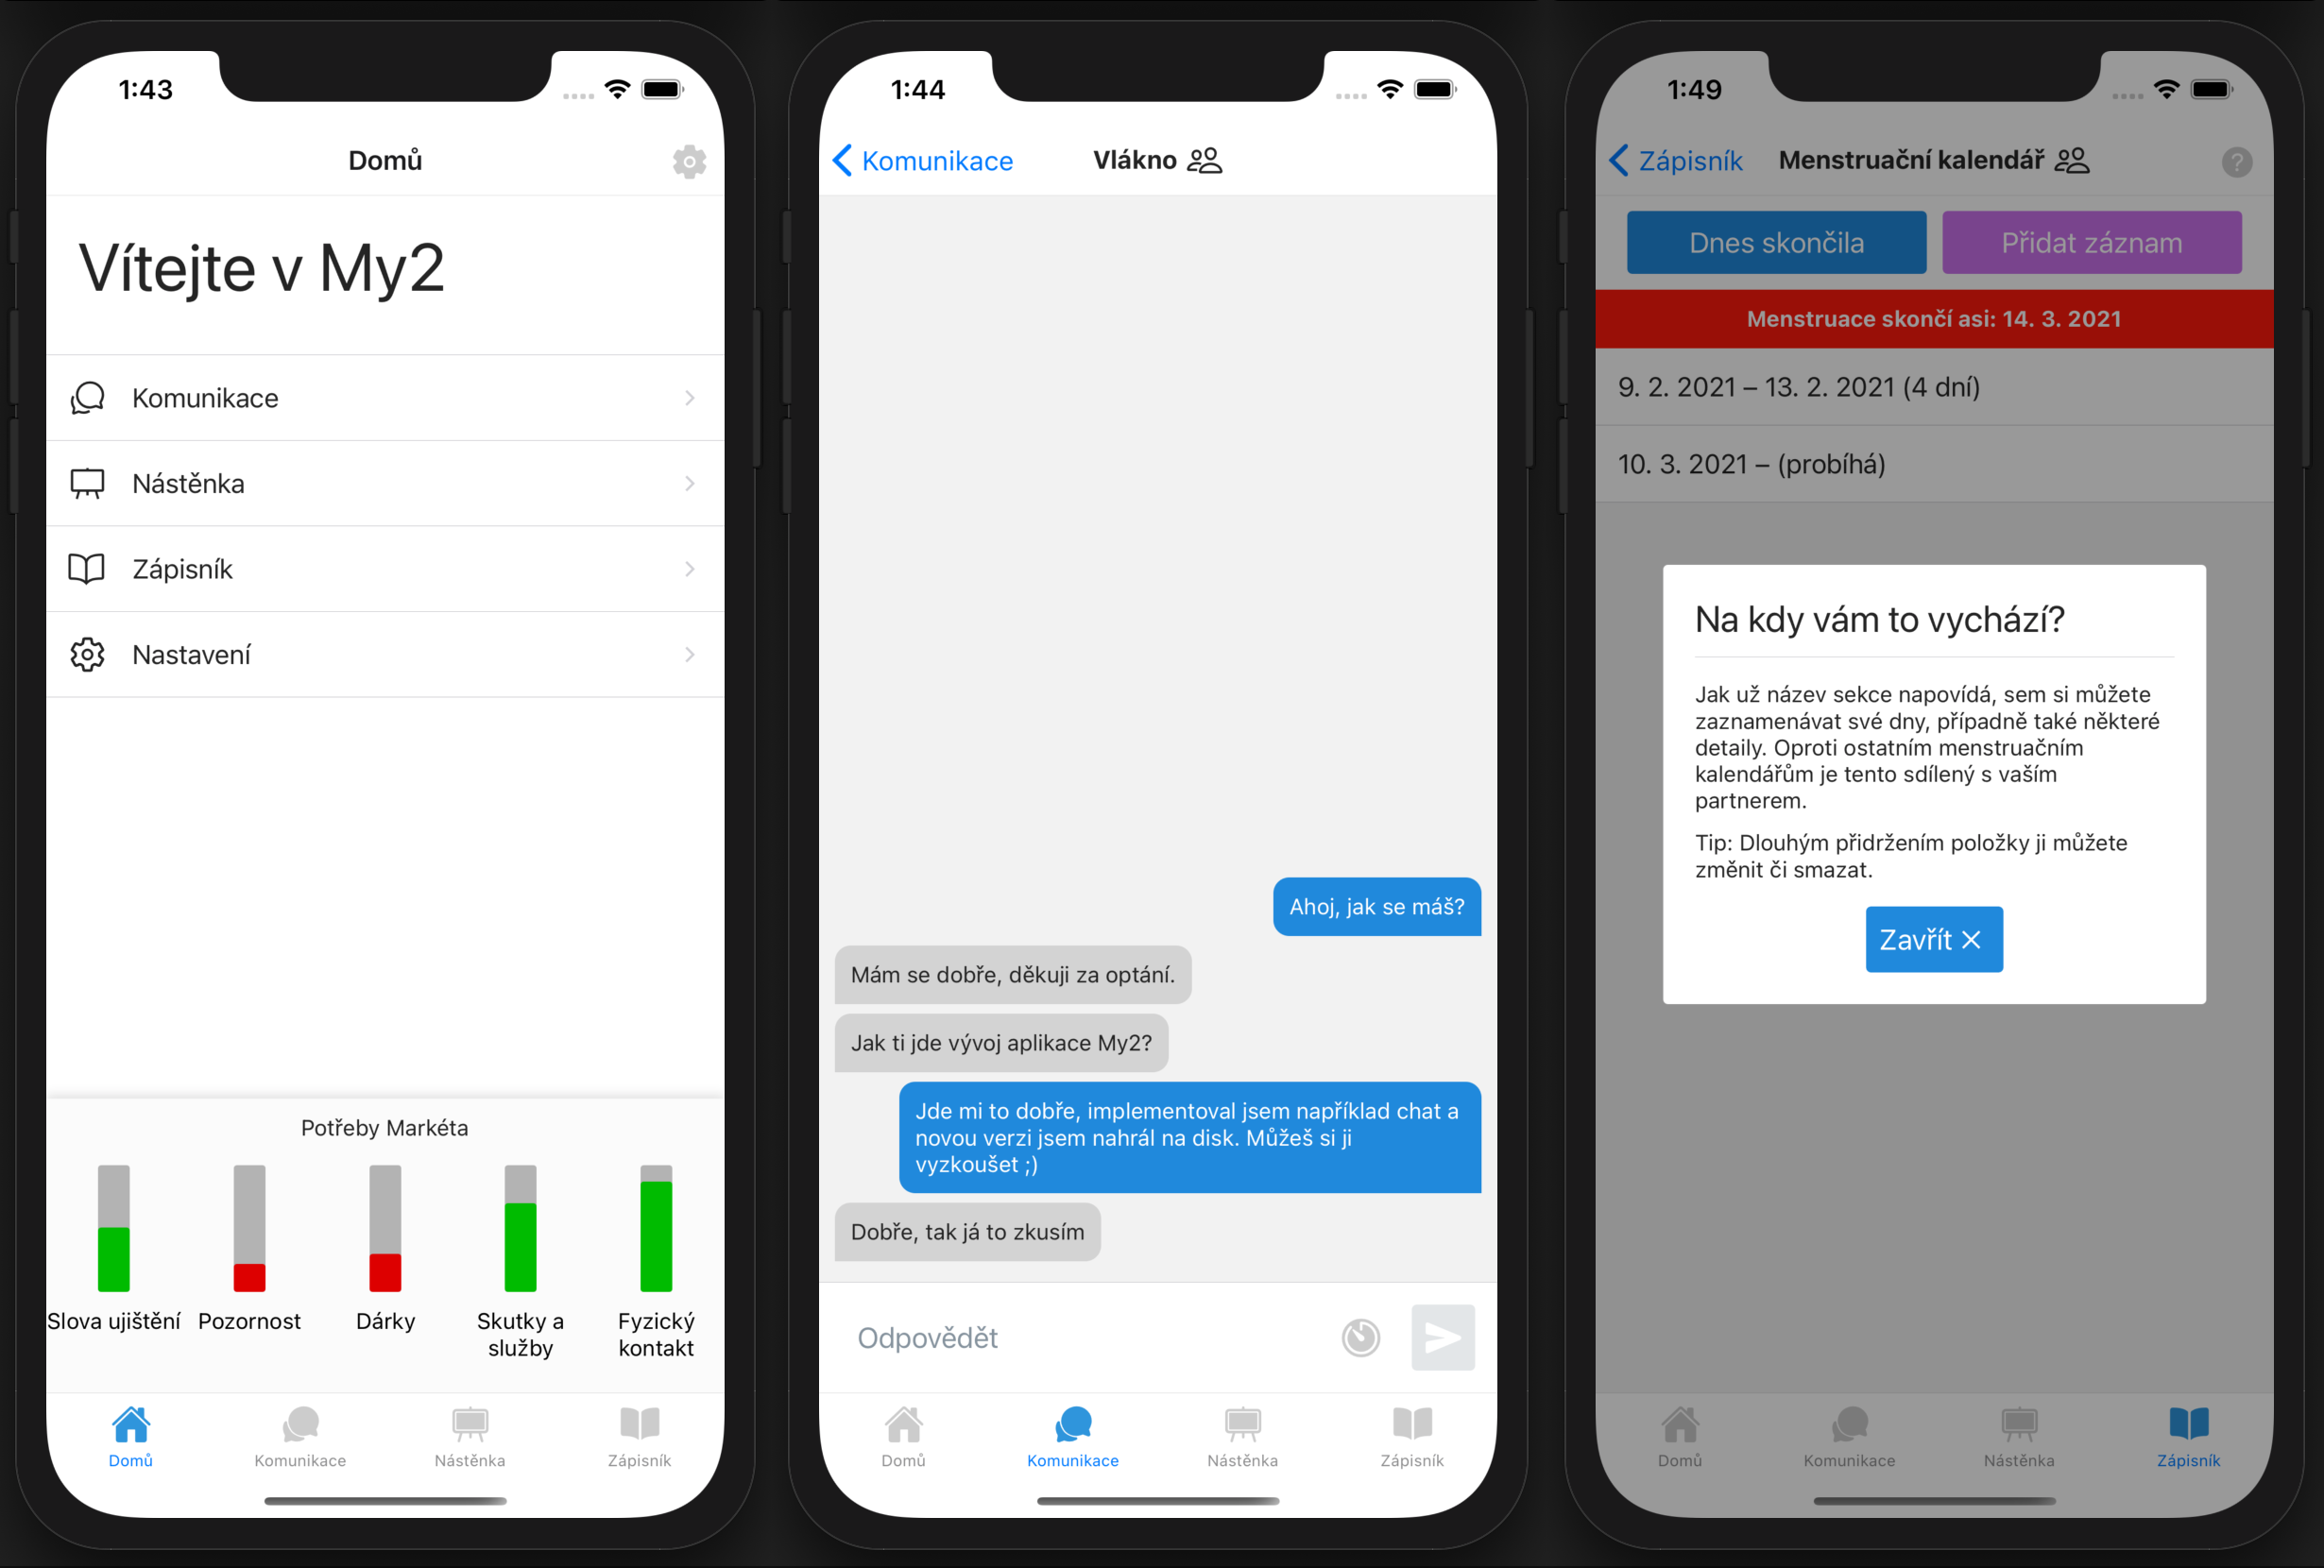 1:43
Domů
Vítejte v My2
Komunikace
Nástěnka
Zápisník
Nastavení
Potřeby Markéta
Slova ujištění
Pozornost
Dárky
Skutky a
služby
Fyzický
kontakt
Domů
Komunikace
Nástěnka
Zápisník
1:44
Komunikace
Vlákno
Ahoj, jak se máš?
Mám se dobře, děkuji za optání.
Jak ti jde vývoj aplikace My2?
Jde mi to dobře, implementoval jsem například chat a
novou verzi jsem nahrál na disk. Můžeš si ji
vyzkoušet ;)
Dobře, tak já to zkusím
Odpovědět
Domů
Komunikace
Nástěnka
Zápisník
1:49
Zápisník
Menstruační kalendář
?
Dnes skončila
Přidat záznam
Menstruace skončí asi: 14. 3. 2021
9. 2. 2021 – 13. 2. 2021 (4 dní)
10. 3. 2021 – (probíhá)
Na kdy vám to vychází?
Jak už název sekce napovídá, sem si můžete
zaznamenávat své dny, případně také některé
detaily. Oproti ostatním menstruačním
kalendářům je tento sdílený s vaším
partnerem.
Tip: Dlouhým přidržením položky ji můžete
změnit či smazat.
Zavřít
Domů
Komunikace
Nástěnka
Zápisník